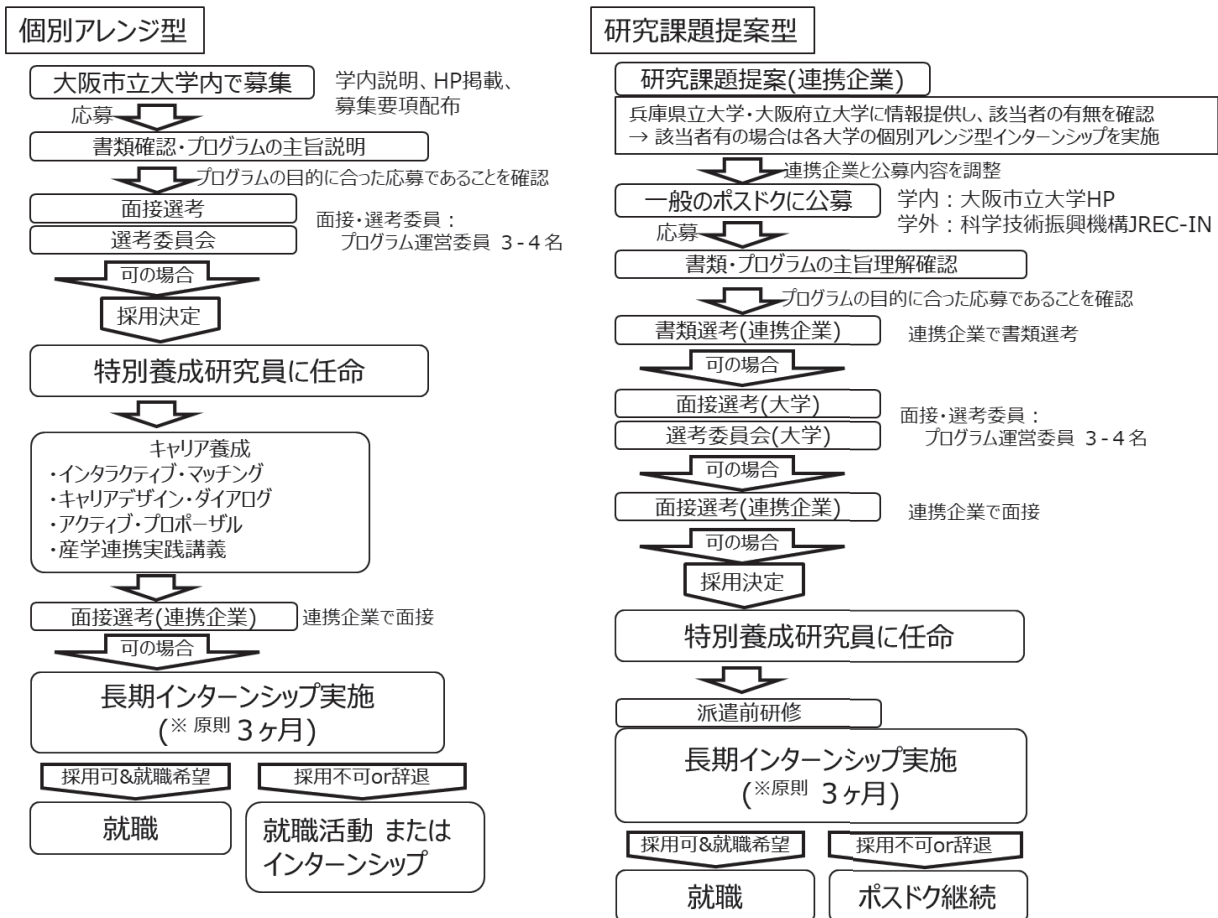 個別アレンジ型
大阪市立大学内で募集
学内説明、HP掲載、
募集要項配布
応募
書類確認・プログラムの主旨説明
プログラムの目的に合った応募であることを確認
面接選考
選考委員会
面接・選考委員：
プログラム運営委員 3-4名
可の場合
採用決定
特別養成研究員に任命
キャリア養成
・インタラクティブ・マッチング
・キャリアデザイン・ダイアログ
・アクティブ・プロポーザル
・産学連携実践講義
面接選考(連携企業)
連携企業で面接
可の場合
長期インターンシップ実施
(※ 原則 3ヶ月)
採用可&就職希望
採用不可or辞退
就職
就職活動 または
インターンシップ
研究課題提案型
研究課題提案(連携企業)
兵庫県立大学・大阪府立大学に情報提供し、該当者の有無を確認
→ 該当者有の場合は各大学の個別アレンジ型インターンシップを実施
連携企業と公募内容を調整
一般のポスドクに公募
学内：大阪市立大学HP
学外：科学技術振興機構JREC-IN
応募
書類・プログラムの主旨理解確認
プログラムの目的に合った応募であることを確認
書類選考(連携企業)
連携企業で書類選考
可の場合
面接選考(大学)
選考委員会(大学)
面接・選考委員：
プログラム運営委員 3-4名
可の場合
面接選考(連携企業)
連携企業で面接
可の場合
採用決定
特別養成研究員に任命
派遣前研修
長期インターンシップ実施
(※原則 3ヶ月)
採用可&就職希望
採用不可or辞退
就職
ポスドク継続